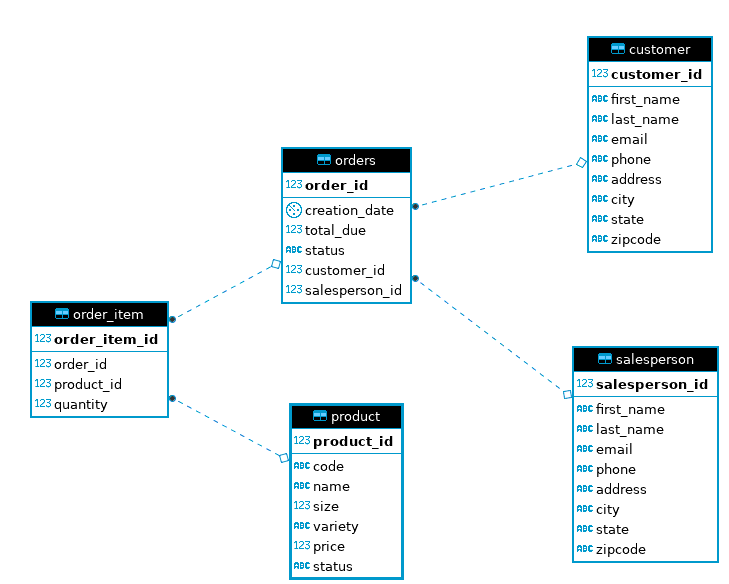 customer
123 customer_id
ABC first_name
ABC last_name
ABC email
ABC phone
ABC address
ABC city
ABC state
ABC zipcode
orders
123 order_id
creation_date
123 total_due
ABC status
123 customer_id
123 salesperson_id
order_item
123 order_item_id
123 order_id
123 product_id
123 quantity
product
123 product_id
ABC code
ABC name
123 size
ABC variety
123 price
ABC status
salesperson
123 salesperson_id
ABC first_name
ABC last_name
ABC email
ABC phone
ABC address
ABC city
ABC state
ABC zipcode